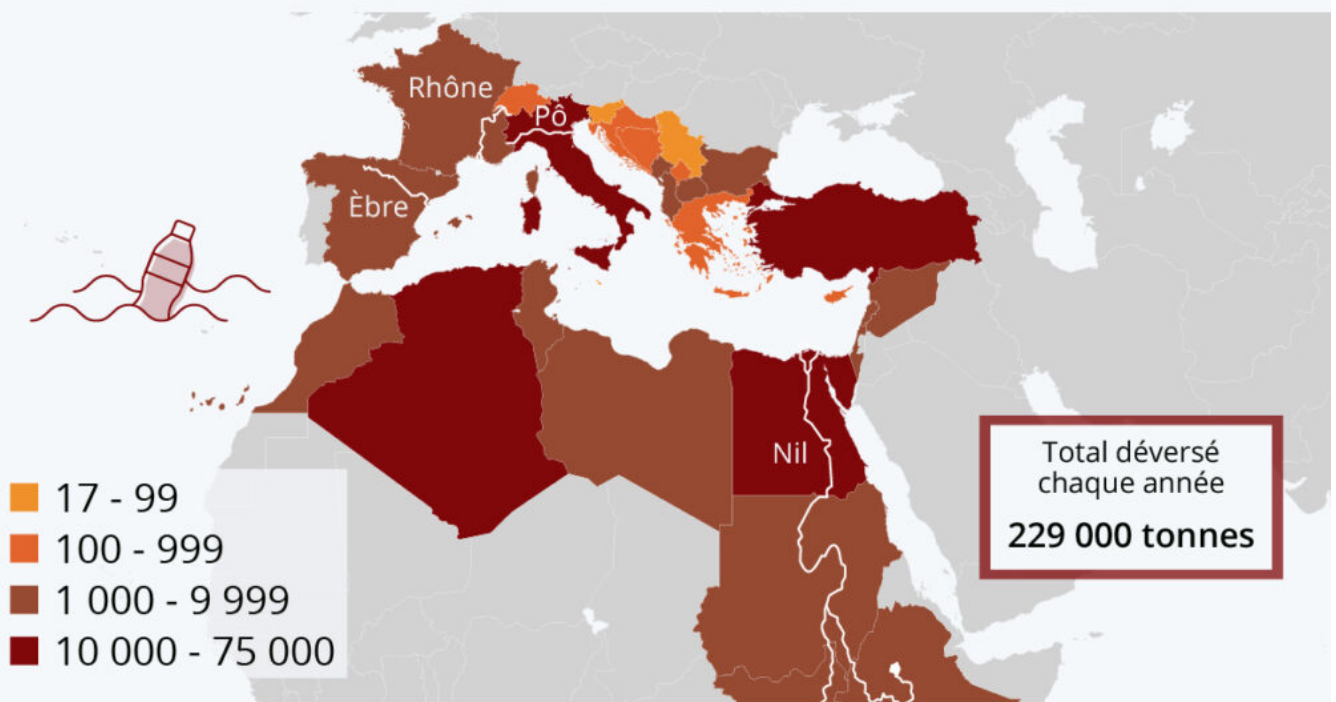 Rhône
Pô
Èbre
Nil
Total déversé
chaque année
229 000 tonnes
17 - 99
100 - 999
1 000 - 9 999
10 000 - 75 000